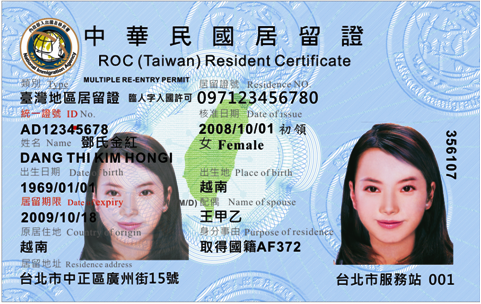 中華民國居留證
ROC (Taiwan) Resident Certificate
MULTIPLE RE-ENTRY PERMIT
類別 Type 居留證號 Residence NO.
臺灣地區居留證 臨人字入國許可 097123456780
統一證號 ID No. 核准日期 Date of issue
AD12345678 2008/10/01 初領
姓名 Name 鄧氏金紅 女 Female
DANG THI KIM HONGI
出生日期 Date of birth 出生地 Place of birth
1969/01/01 越南
居留期限 Date of expiry (M/D) 配偶 Name of spouse
2009/10/18 王甲乙
原居住地 Country of origin 身分事由 Purpose of residence
越南 取得國籍AF372
居留地址 Residence address
台北市中正區廣州街15號
台北市服務站 001
356107